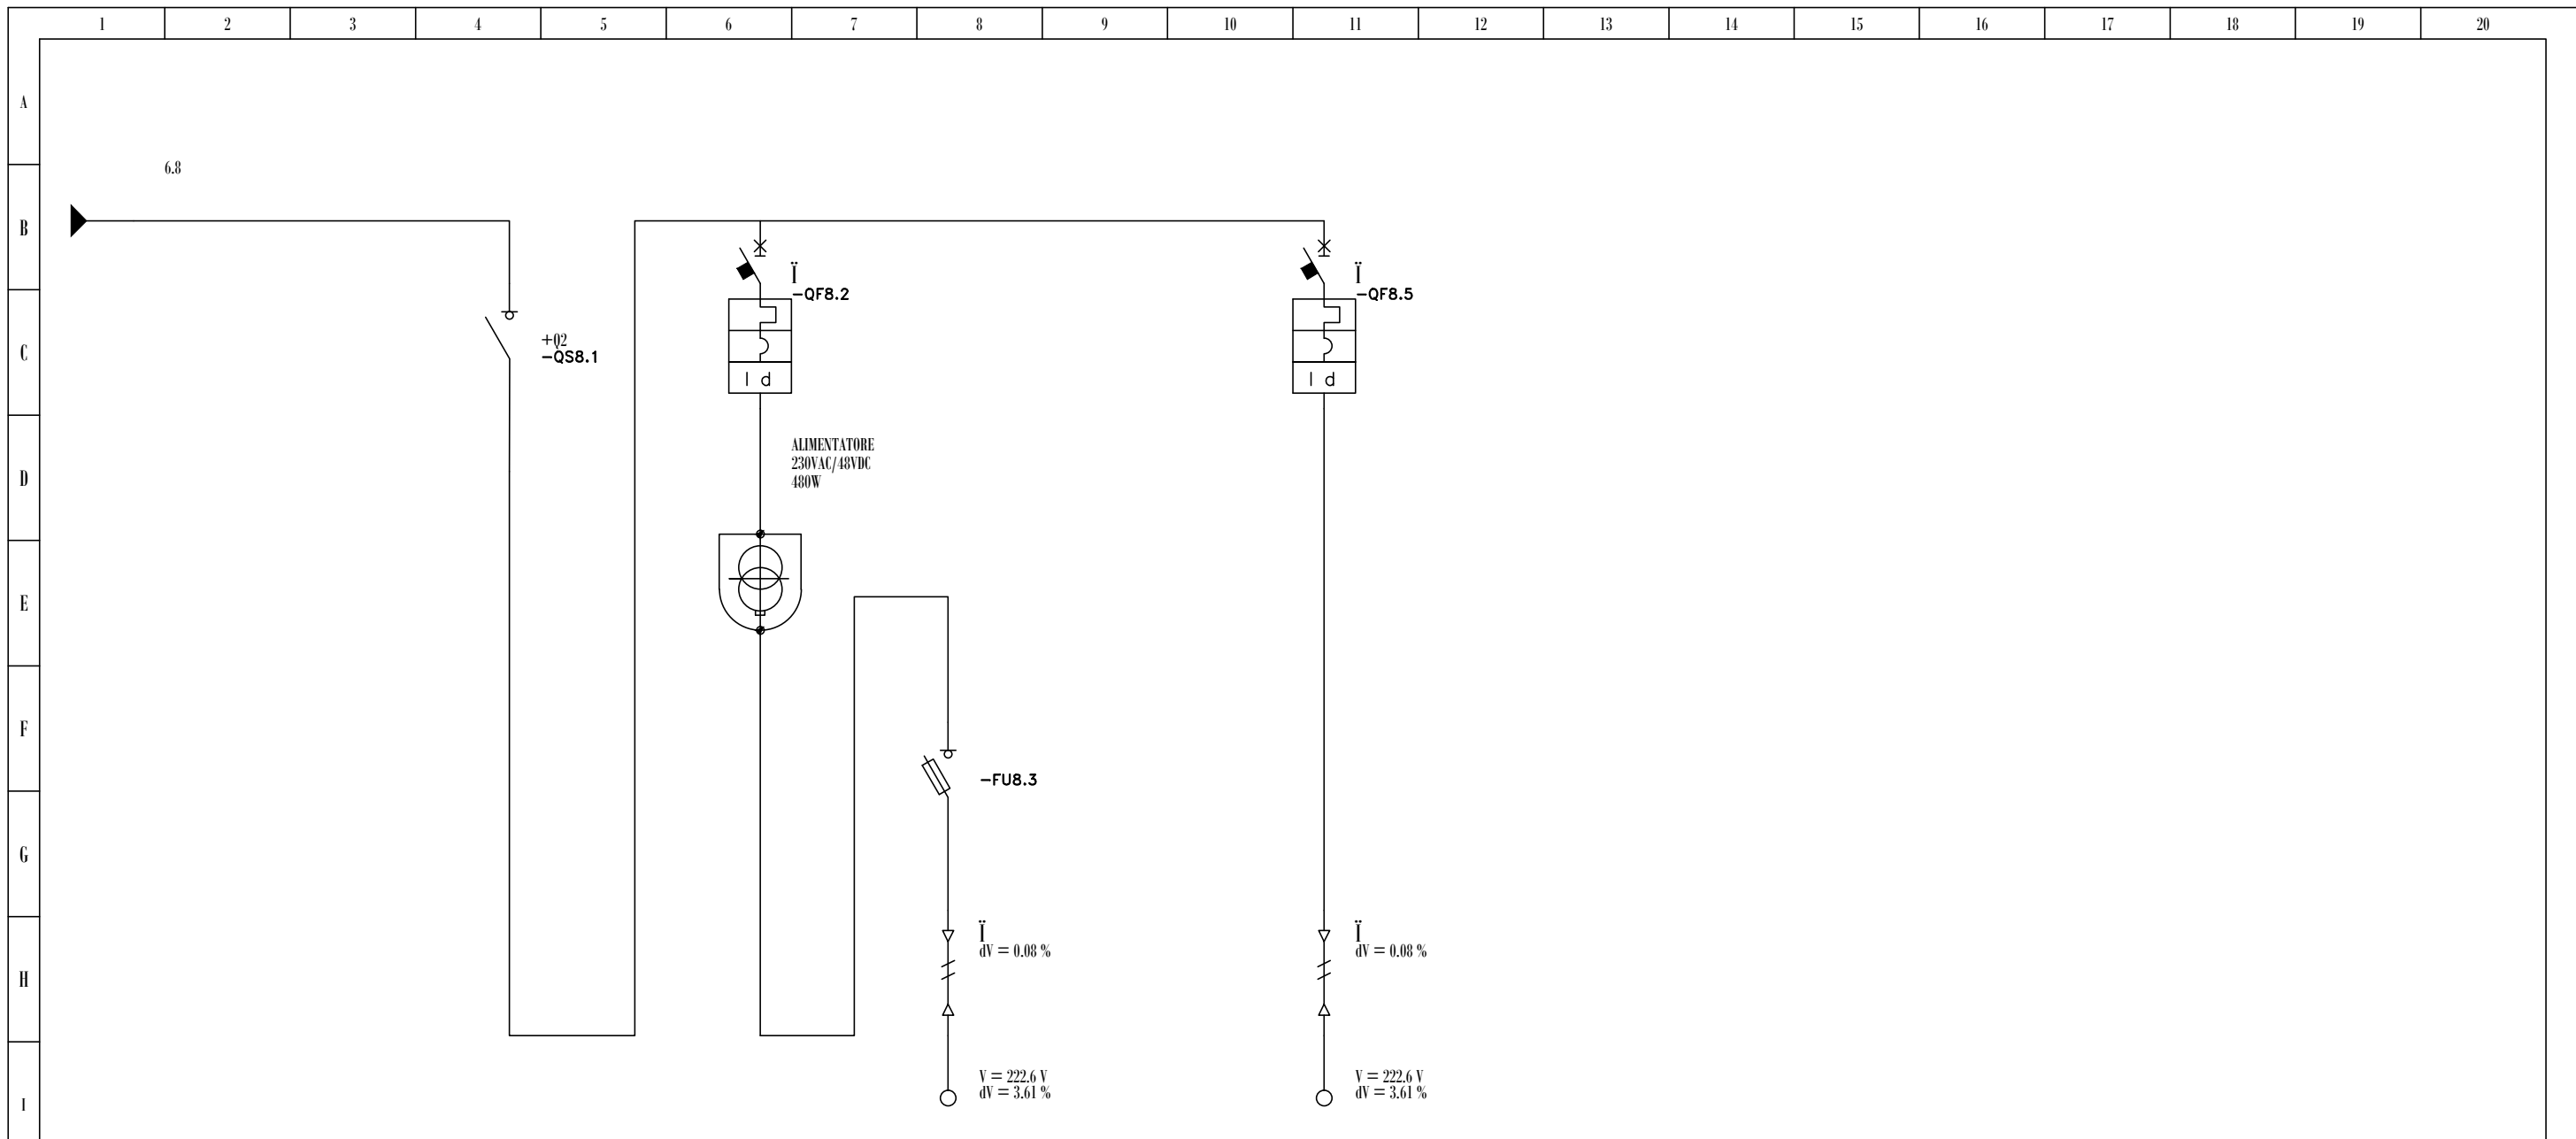 1 2 3 4 5 6 7 8 9 10 11 12 13 14 15 16 17 18 19 20
A
6.8
B
Ï
-QF8.2
Ï
-QF8.5
+Q2
-QS8.1
C
I d
I d
ALIMENTATORE
230VAC/48VDC
480W
D
E
F
-FU8.3
G
Ï
dV = 0.08 %
Ï
dV = 0.08 %
H
V = 222.6 V
dV = 3.61 %
V = 222.6 V
dV = 3.61 %
I